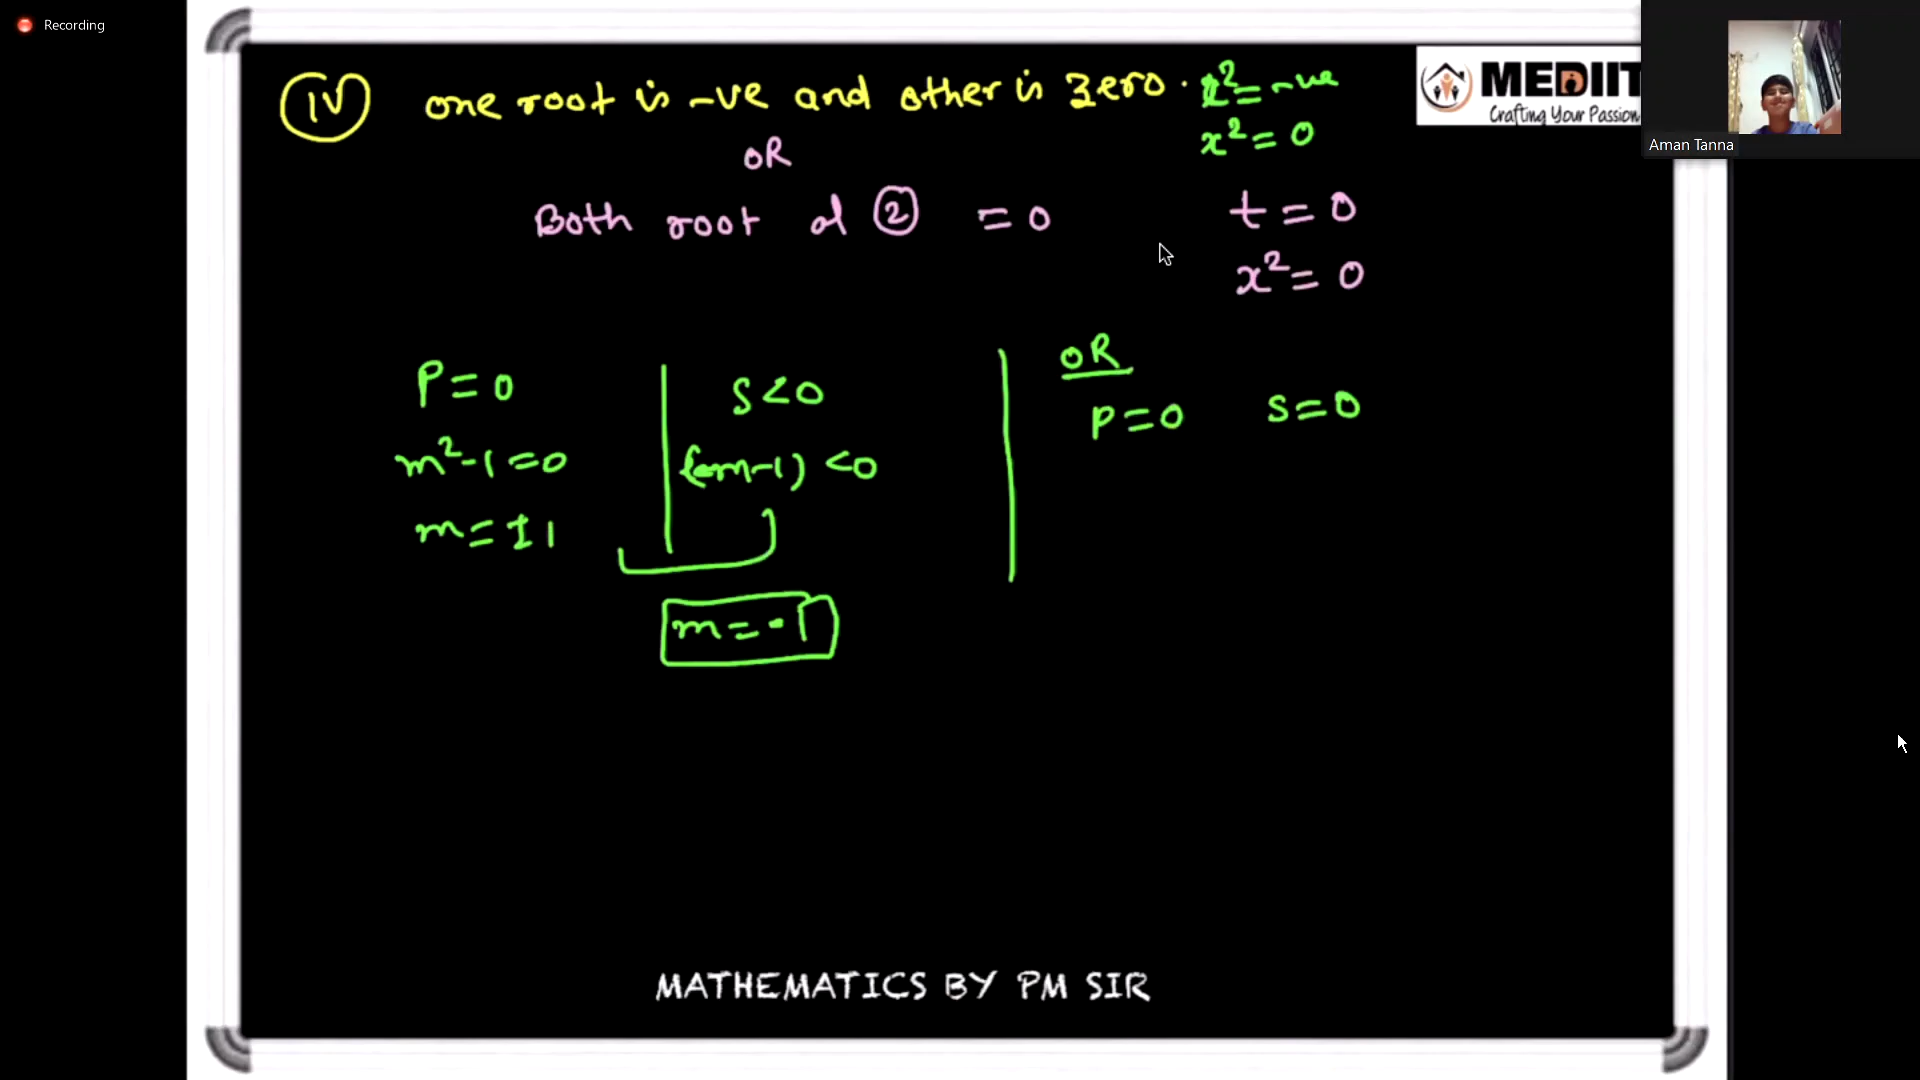 Recording
(iv) one root is -ve and other is zero. x²= -ve
x² = 0
OR
Both root of ② = 0
t = 0
x² = 0
MEDIIT
Crafting Your Passion
Aman Tanna
P = 0
S < 0
OR
P = 0 S = 0
m²-1 = 0
(m-1) < 0
m = ±1
m = -1
MATHEMATICS BY PM SIR